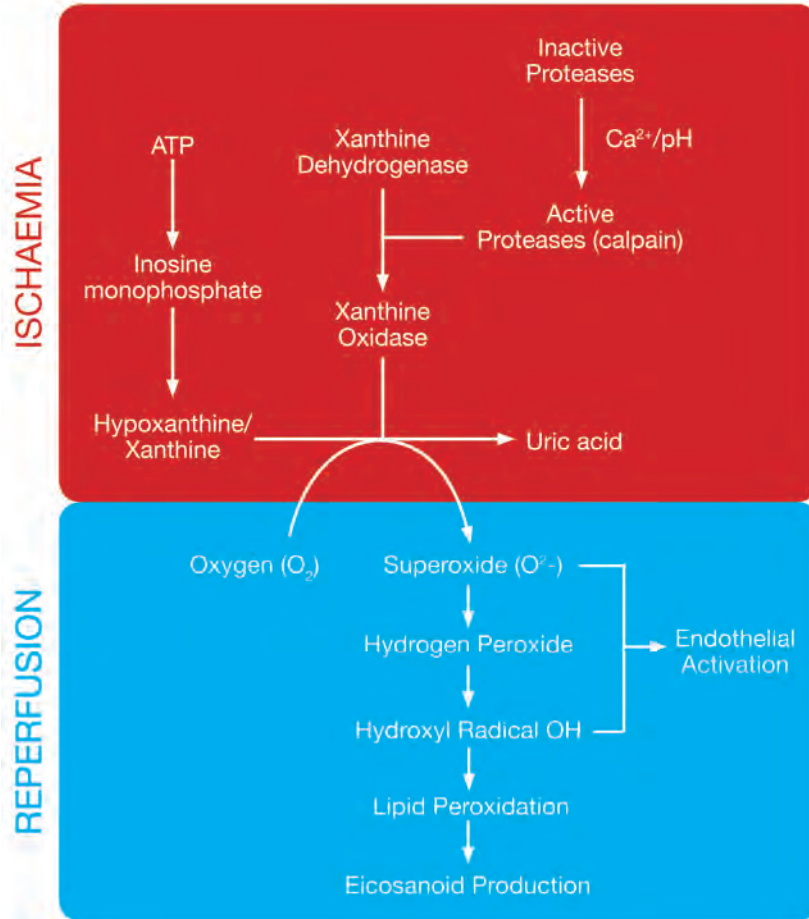 ISCHAEMIA
Inactive
Proteases
Ca²⁺/pH
ATP
Xanthine
Dehydrogenase
Active
Proteases (calpain)
Inosine
monophosphate
Xanthine
Oxidase
Hypoxanthine/
Xanthine
Uric acid
REPERFUSION
Oxygen (O₂)
Superoxide (O²-)
Hydrogen Peroxide
Endothelial
Activation
Hydroxyl Radical OH
Lipid Peroxidation
Eicosanoid Production